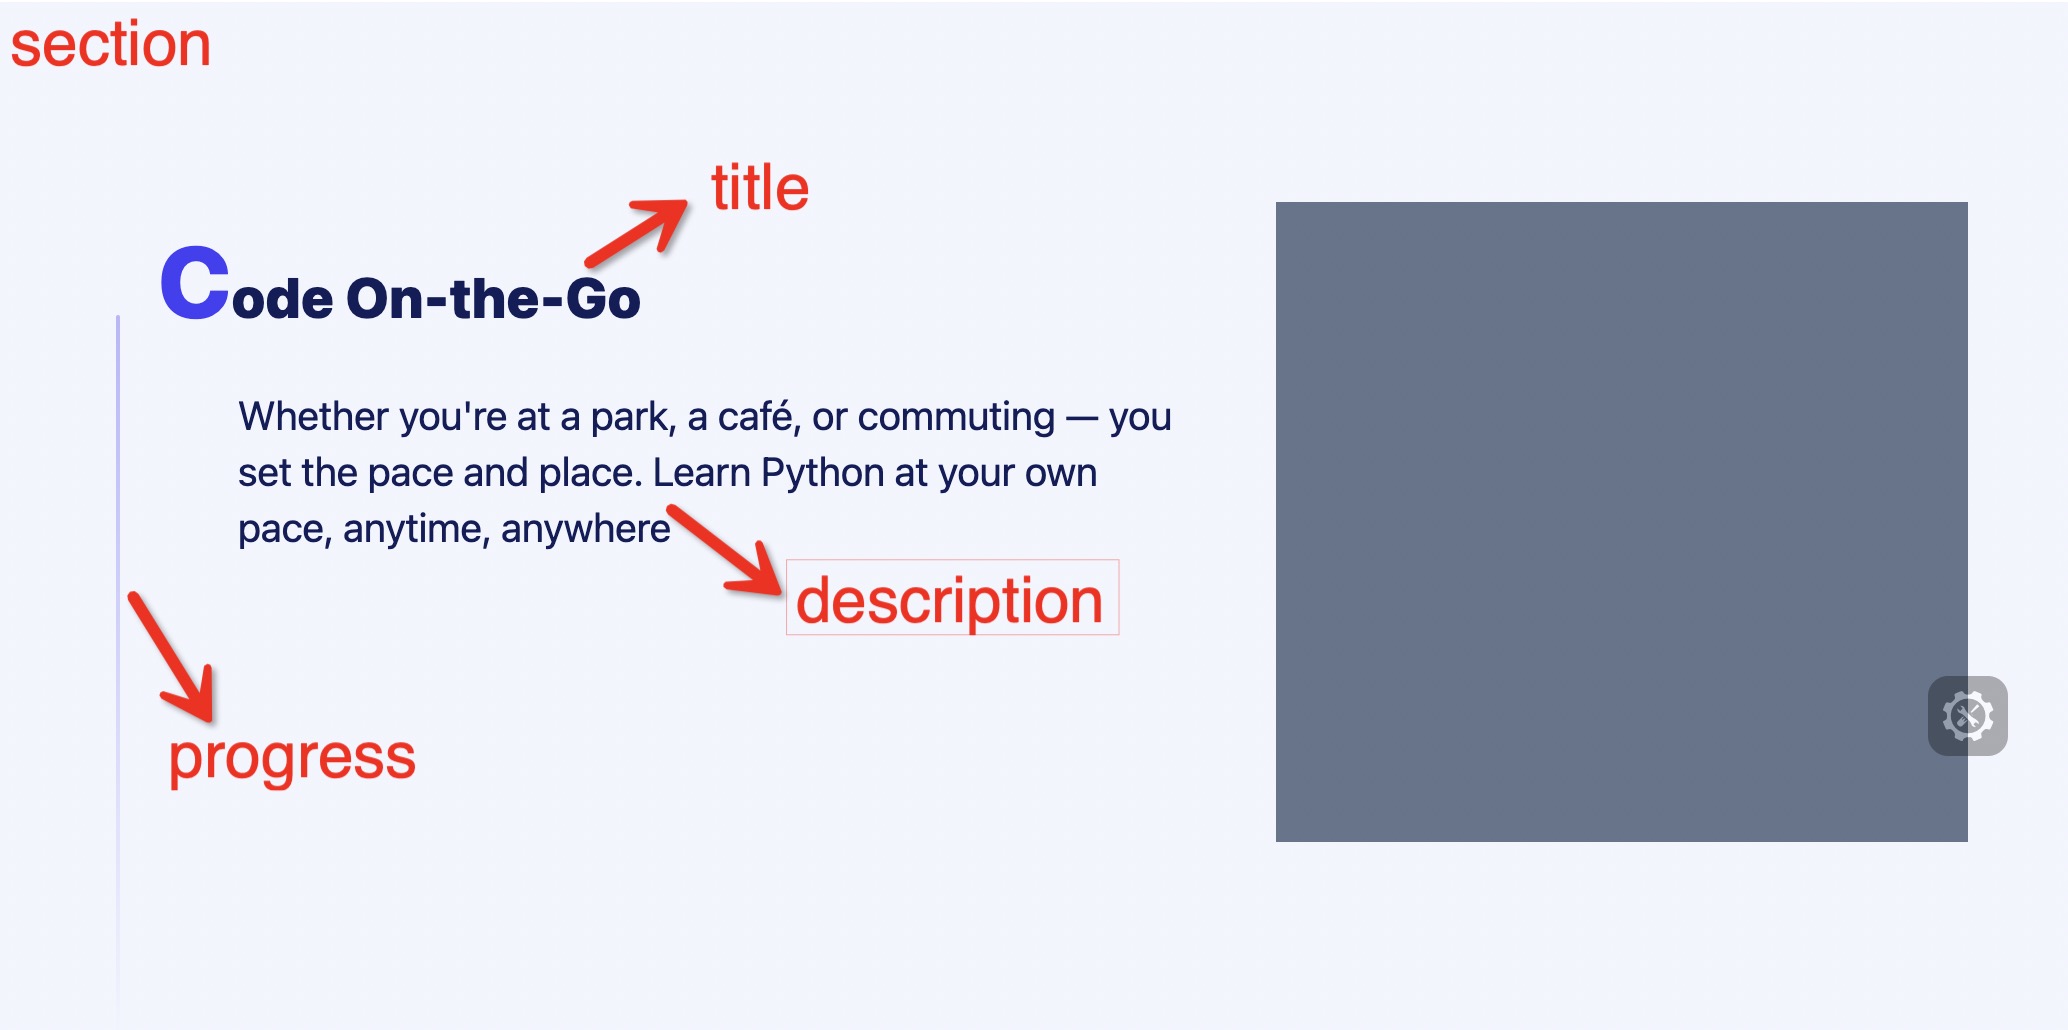 section
title
Code On-the-Go
Whether you're at a park, a café, or commuting — you
set the pace and place. Learn Python at your own
pace, anytime, anywhere
description
progress